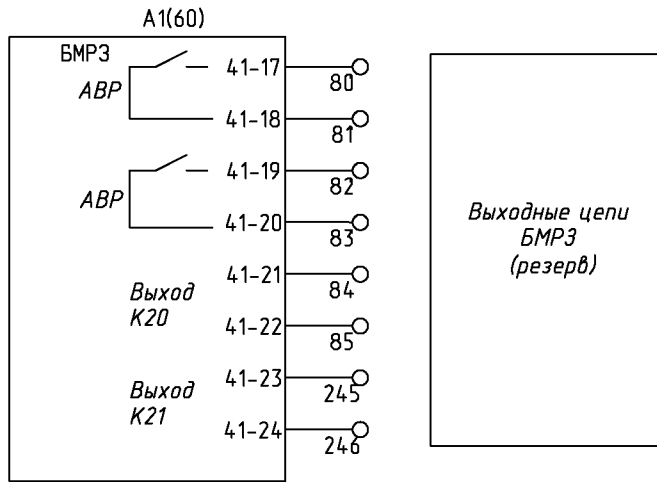 А1(60)
БМРЗ
АВР
41-17
80
41-18
81
АВР
41-19
82
41-20
83
Выход
К20
41-21
84
41-22
85
Выход
К21
41-23
245
41-24
246
Выходные цепи
БМРЗ
(резерв)